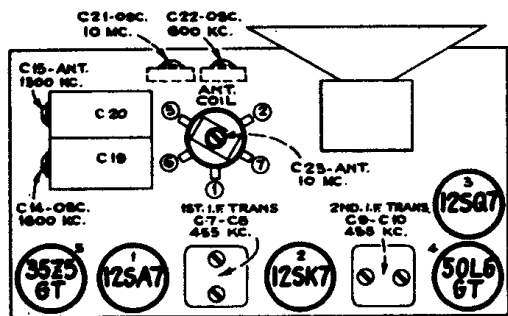 C21-OSC.
10 MC.
C22-OSC.
600 KC.
C15-ANT.
1500 KC.
ANT.
COIL
C 20
5
2
C 19
6
7
1
C23-ANT.
10 MC.
C14-OSC.
1600 KC.
1ST. I.F. TRANS
C7-C8
455 KC.
2ND. I.F. TRANS
C9-C10
455 KC.
3
12SQ7
5
35Z5
GT
1
12SA7
2
12SK7
4
50L6
GT